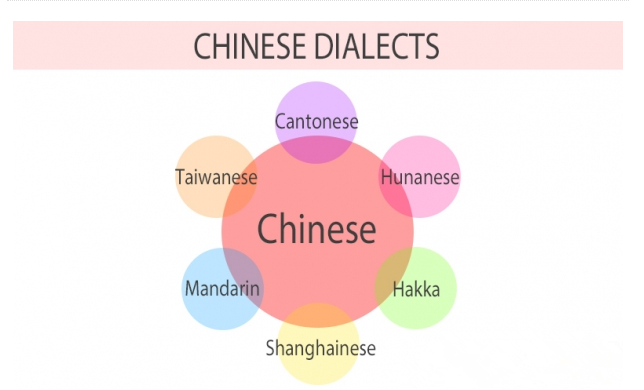 CHINESE DIALECTS
Cantonese
Taiwanese
Hunanese
Chinese
Mandarin
Hakka
Shanghainese